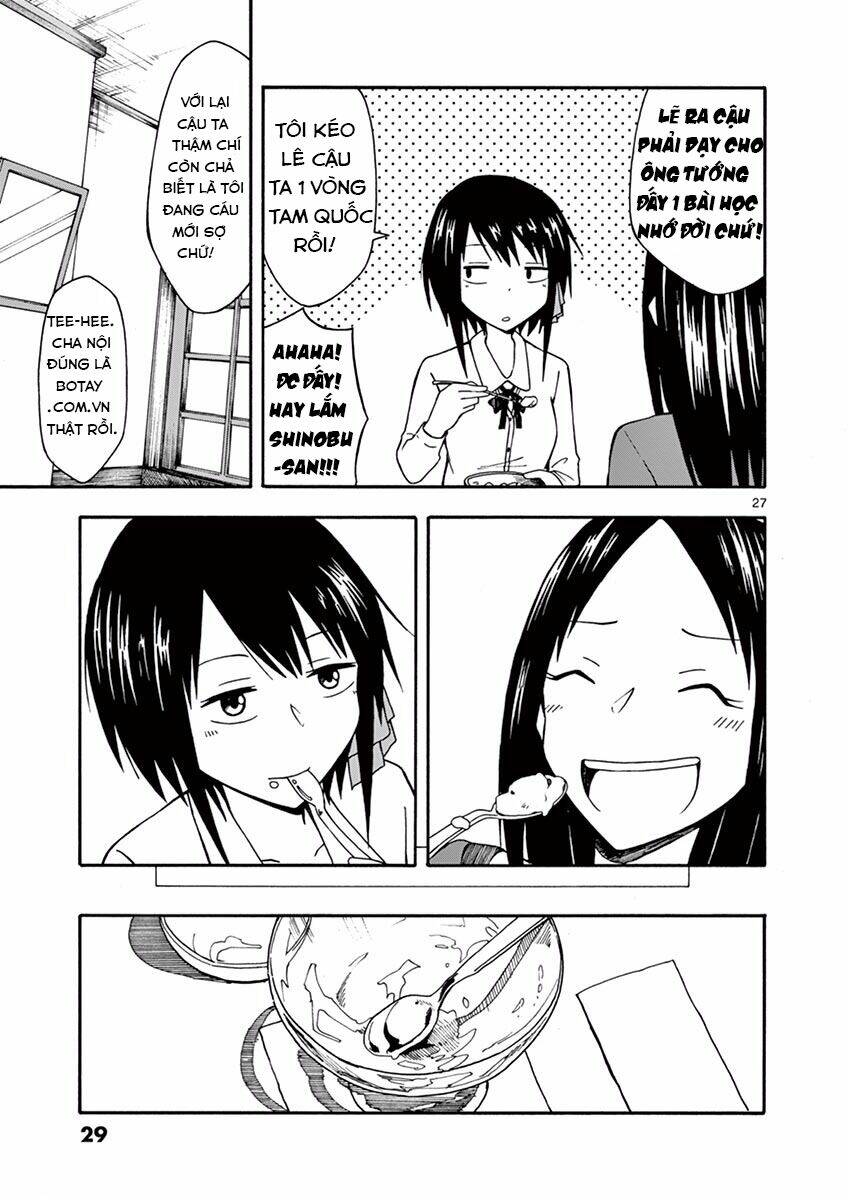 LẼ RA CẬU
PHẢI DẠY CHO
ÔNG TƯỚNG
ĐẤY 1 BÀI HỌC
NHỚ ĐỜI CHỨ!
TÔI KÉO
LÊ CẬU
TA 1 VÒNG
TAM QUỐC
RỒI!
AHAHA!
ĐC ĐẤY!
HAY LẮM
SHINOBU
-SAN!!!
VỚI LẠI
CẬU TA
THẬM CHÍ
CÒN CHẢ
BIẾT LÀ TÔI
ĐANG CÁU
MỚI SỢ
CHỨ!
TEE-HEE.
CHA NỘI
ĐÚNG LÀ
BOTAY
.COM.VN
THẬT RỒI.
27
29